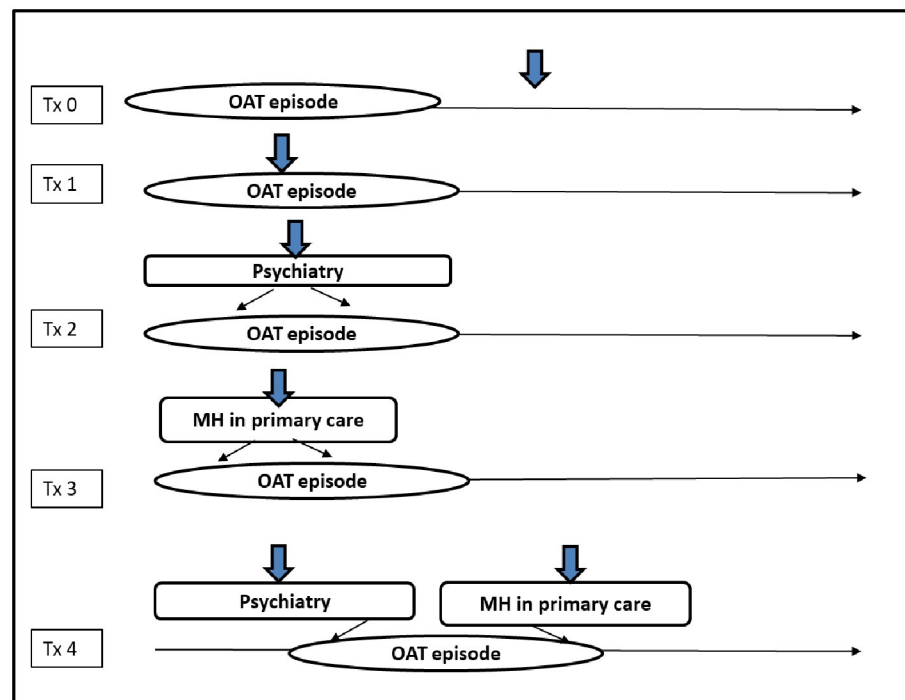 Tx 0
OAT episode
Tx 1
OAT episode
Psychiatry
Tx 2
OAT episode
MH in primary care
Tx 3
OAT episode
Psychiatry
MH in primary care
Tx 4
OAT episode